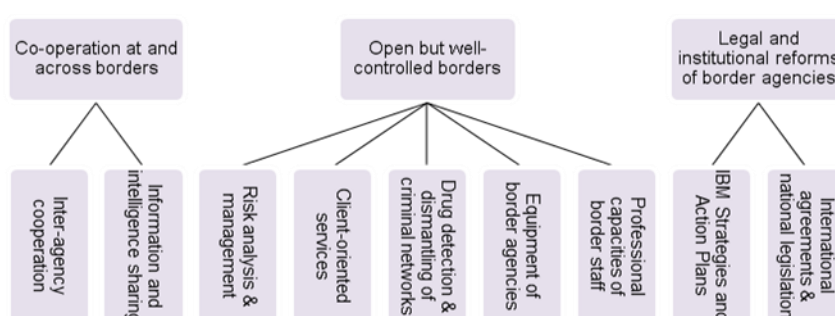 Co-operation at and
across borders
Open but well-
controlled borders
Legal and
institutional reforms
of border agencies
Inter-agency
cooperation
Information and
intelligence sharing
Risk analysis &
management
Client-oriented
services
Drug detection &
dismantling of
criminal networks
Equipment of
border agencies
Professional
capacities of
border staff
IBM Strategies and
Action Plans
International
agreements &
national legislation